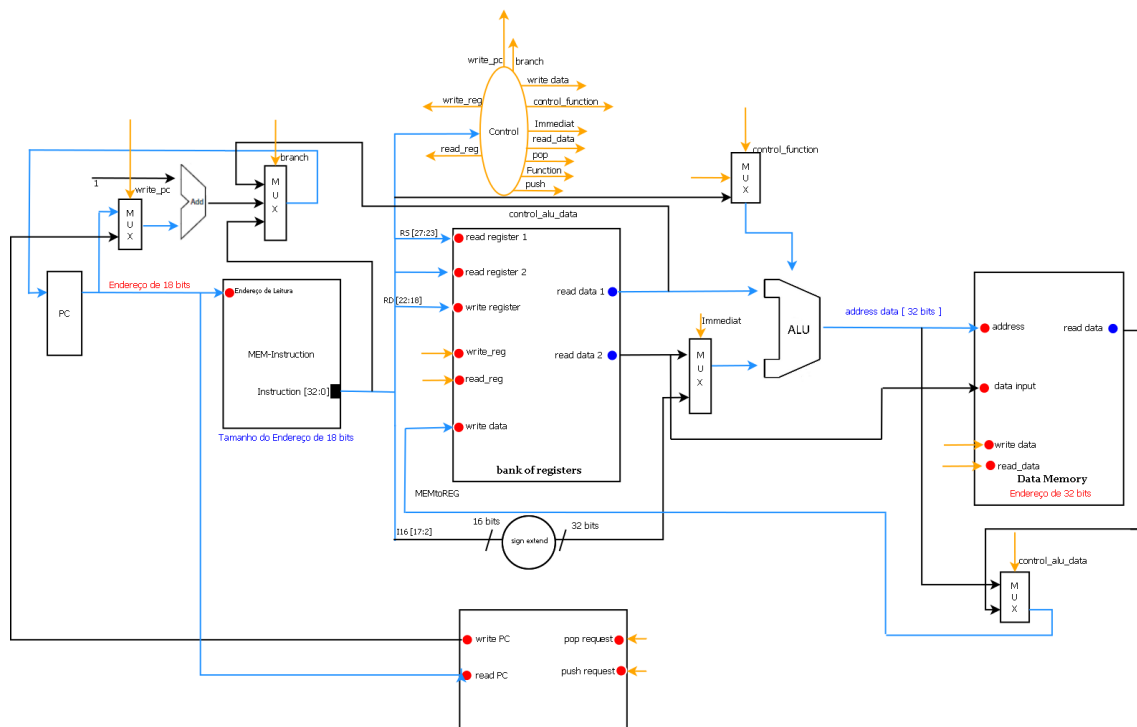 write_pc
branch
write data
write_reg
control_function
Control
Immediat
read_data
read_reg
pop
Function
push
control_function
M
U
X
branch
M
U
X
1
write_pc
Add
M
U
X
control_alu_data
RS [27:23]
read register 1
read register 2
RD [22:18]
write register
read data 1
read data 2
write_reg
read_reg
write data
bank of registers
Endereço de 18 bits
PC
Endereço de Leitura
MEM-Instruction
Instruction [32:0]
Tamanho do Endereço de 18 bits
Immediat
M
U
X
ALU
address data [ 32 bits ]
address
read data
data input
write data
read_data
Data Memory
Endereço de 32 bits
MEMtoREG
I16 [17:2]
16 bits
sign extend
32 bits
control_alu_data
M
U
X
write PC
pop request
read PC
push request